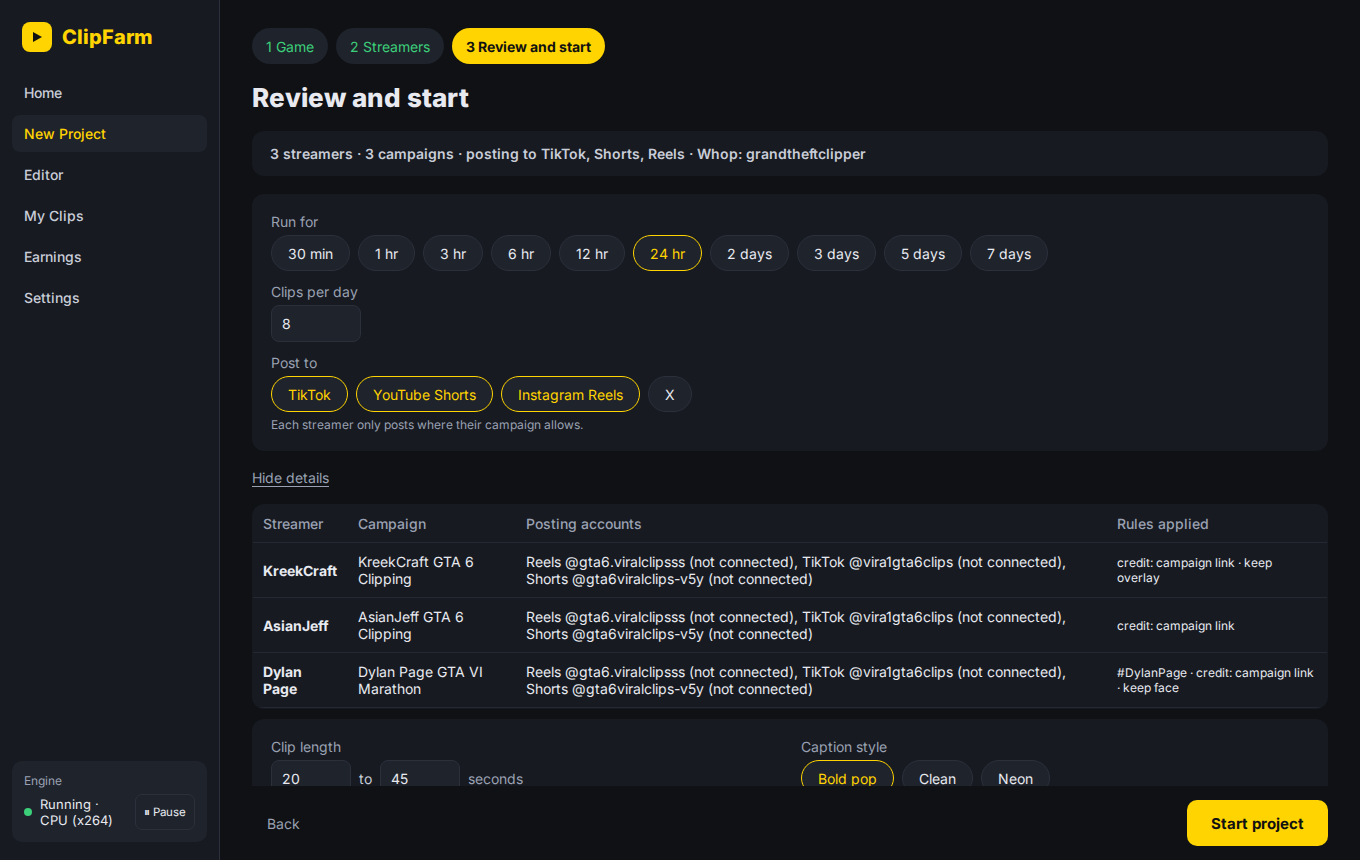 ClipFarm
Home
New Project
Editor
My Clips
Earnings
Settings
Engine
Running ·
CPU (x264)
Pause
1 Game
2 Streamers
3 Review and start
Review and start
3 streamers · 3 campaigns · posting to TikTok, Shorts, Reels · Whop: grandtheftclipper
Run for
30 min
1 hr
3 hr
6 hr
12 hr
24 hr
2 days
3 days
5 days
7 days
Clips per day
8
Post to
TikTok
YouTube Shorts
Instagram Reels
X
Each streamer only posts where their campaign allows.
Hide details
Streamer
Campaign
Posting accounts
Rules applied
KreekCraft
KreekCraft GTA 6
Clipping
Reels @gta6.viralclipsss (not connected), TikTok @vira1gta6clips (not connected),
Shorts @gta6viralclips-v5y (not connected)
credit: campaign link · keep
overlay
AsianJeff
AsianJeff GTA 6
Clipping
Reels @gta6.viralclipsss (not connected), TikTok @vira1gta6clips (not connected),
Shorts @gta6viralclips-v5y (not connected)
credit: campaign link
Dylan
Page
Dylan Page GTA VI
Marathon
Reels @gta6.viralclipsss (not connected), TikTok @vira1gta6clips (not connected),
Shorts @gta6viralclips-v5y (not connected)
#DylanPage · credit: campaign link
· keep face
Clip length
20
to
45
seconds
Caption style
Bold pop
Clean
Neon
Back
Start project